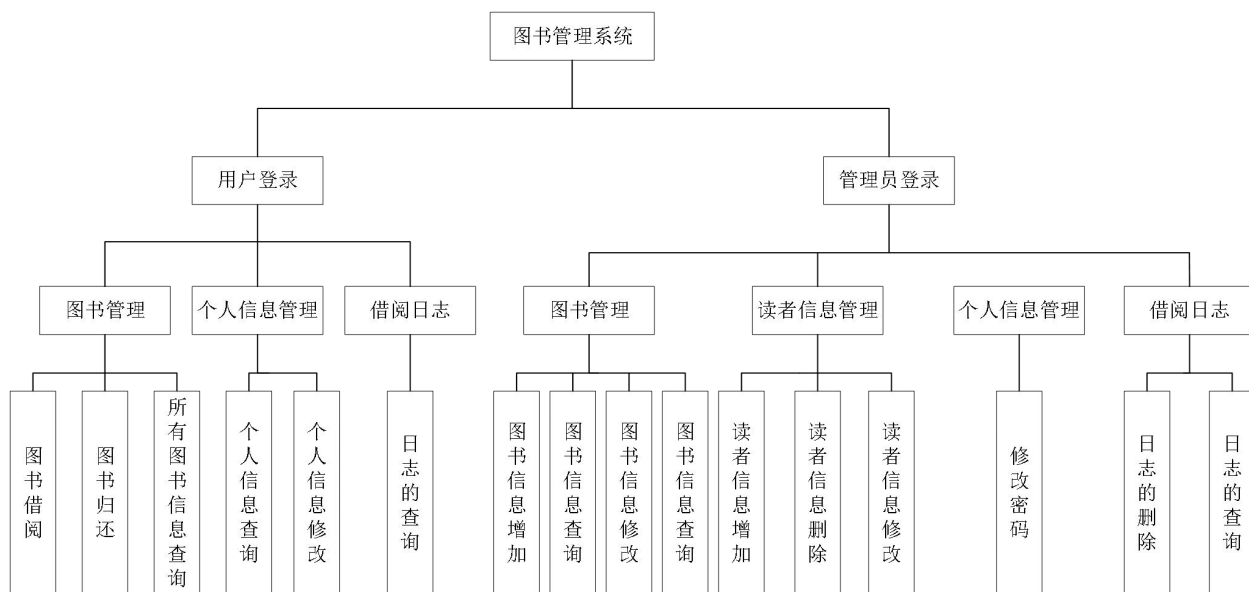 图书管理系统
用户登录
管理员登录
图书管理
个人信息管理
借阅日志
图书管理
读者信息管理
个人信息管理
借阅日志
图书借阅
图书归还
所有图书信息查询
个人信息查询
个人信息修改
日志的查询
图书信息增加
图书信息查询
图书信息修改
图书信息查询
读者信息增加
读者信息删除
读者信息修改
修改密码
日志的删除
日志的查询